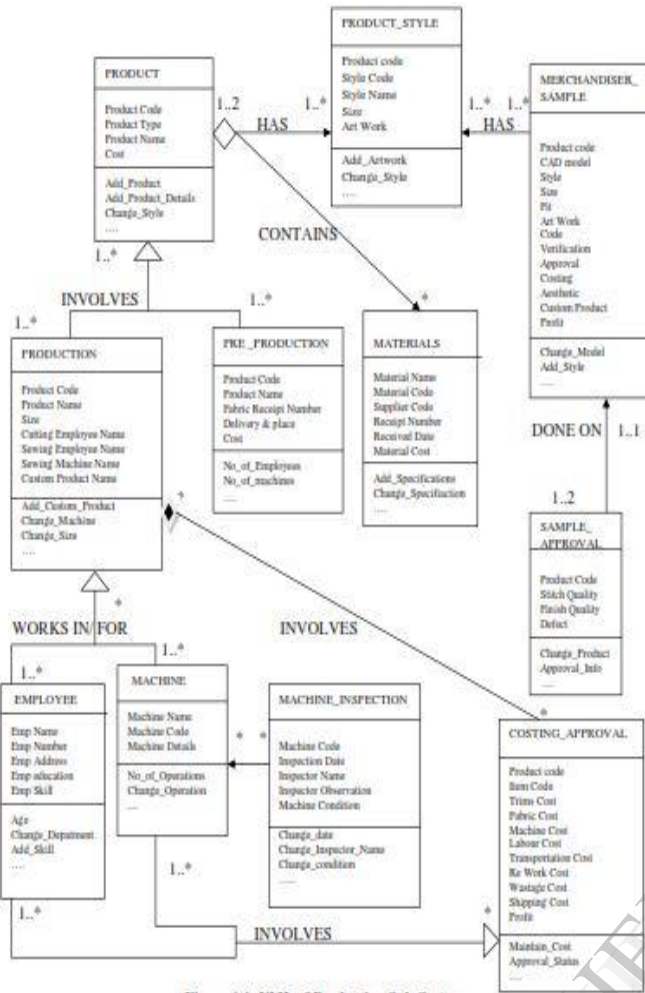 PRODUCT_STYLE
Product code
Style Code
Style Name
Size
Art Work
Add_Artwork
Change_Style
....
PRODUCT
Product Code
Product Type
Product Name
Cost
Add_Product
Add_Product_Details
Change_Style
....
1..2
HAS
1..*
1..*
HAS
1..*
MERCHANDISER_
SAMPLE
Product code
CAD model
Style
Size
Fit
Art Work
Code
Verification
Approval
Costing
Aesthetic
Custom Product
Profit
Change_Model
Add_Style
....
CONTAINS
*
1..*
INVOLVES
1..*
1..*
PRODUCTION
Product Code
Product Name
Size
Cutting Employee Name
Sewing Employee Name
Sewing Machine Name
Custom Product Name
Add_Custom_Product
Change_Machine
Change_Size
....
PRE _PRODUCTION
Product Code
Product Name
Fabric Receipt Number
Delivery & place
Cost
No_of_Employees
No_of_machines
....
MATERIALS
Material Name
Material Code
Supplier Code
Receipt Number
Received Date
Material Cost
Add_Specifications
Change_Specifiaction
....
DONE ON
1..1
1..2
SAMPLE_
APPROVAL
Product Code
Stitch Quality
Finish Quality
Defect
Change_Product
Approval_Info
....
*
*
WORKS IN/ FOR
INVOLVES
1..*
1..*
EMPLOYEE
Emp Name
Emp Number
Emp Address
Emp education
Emp Skill
Age
Change_Depatment
Add_Skill
....
MACHINE
Machine Name
Machine Code
Machine Details
No_of_Operations
Change_Operation
....
*
*
MACHINE_INSPECTION
Machine Code
Inspection Date
Inspector Name
Inspector Observation
Machine Condition
Change_date
Change_Inspector_Name
Change_condition
.....
*
COSTING_APPROVAL
Product code
Item Code
Trims Cost
Fabric Cost
Machine Cost
Labour Cost
Transportation Cost
Re Work Cost
Wastage Cost
Shipping Cost
Profit
Maintain_Cost
Approval_Status
....
1..*
1..*
INVOLVES
*